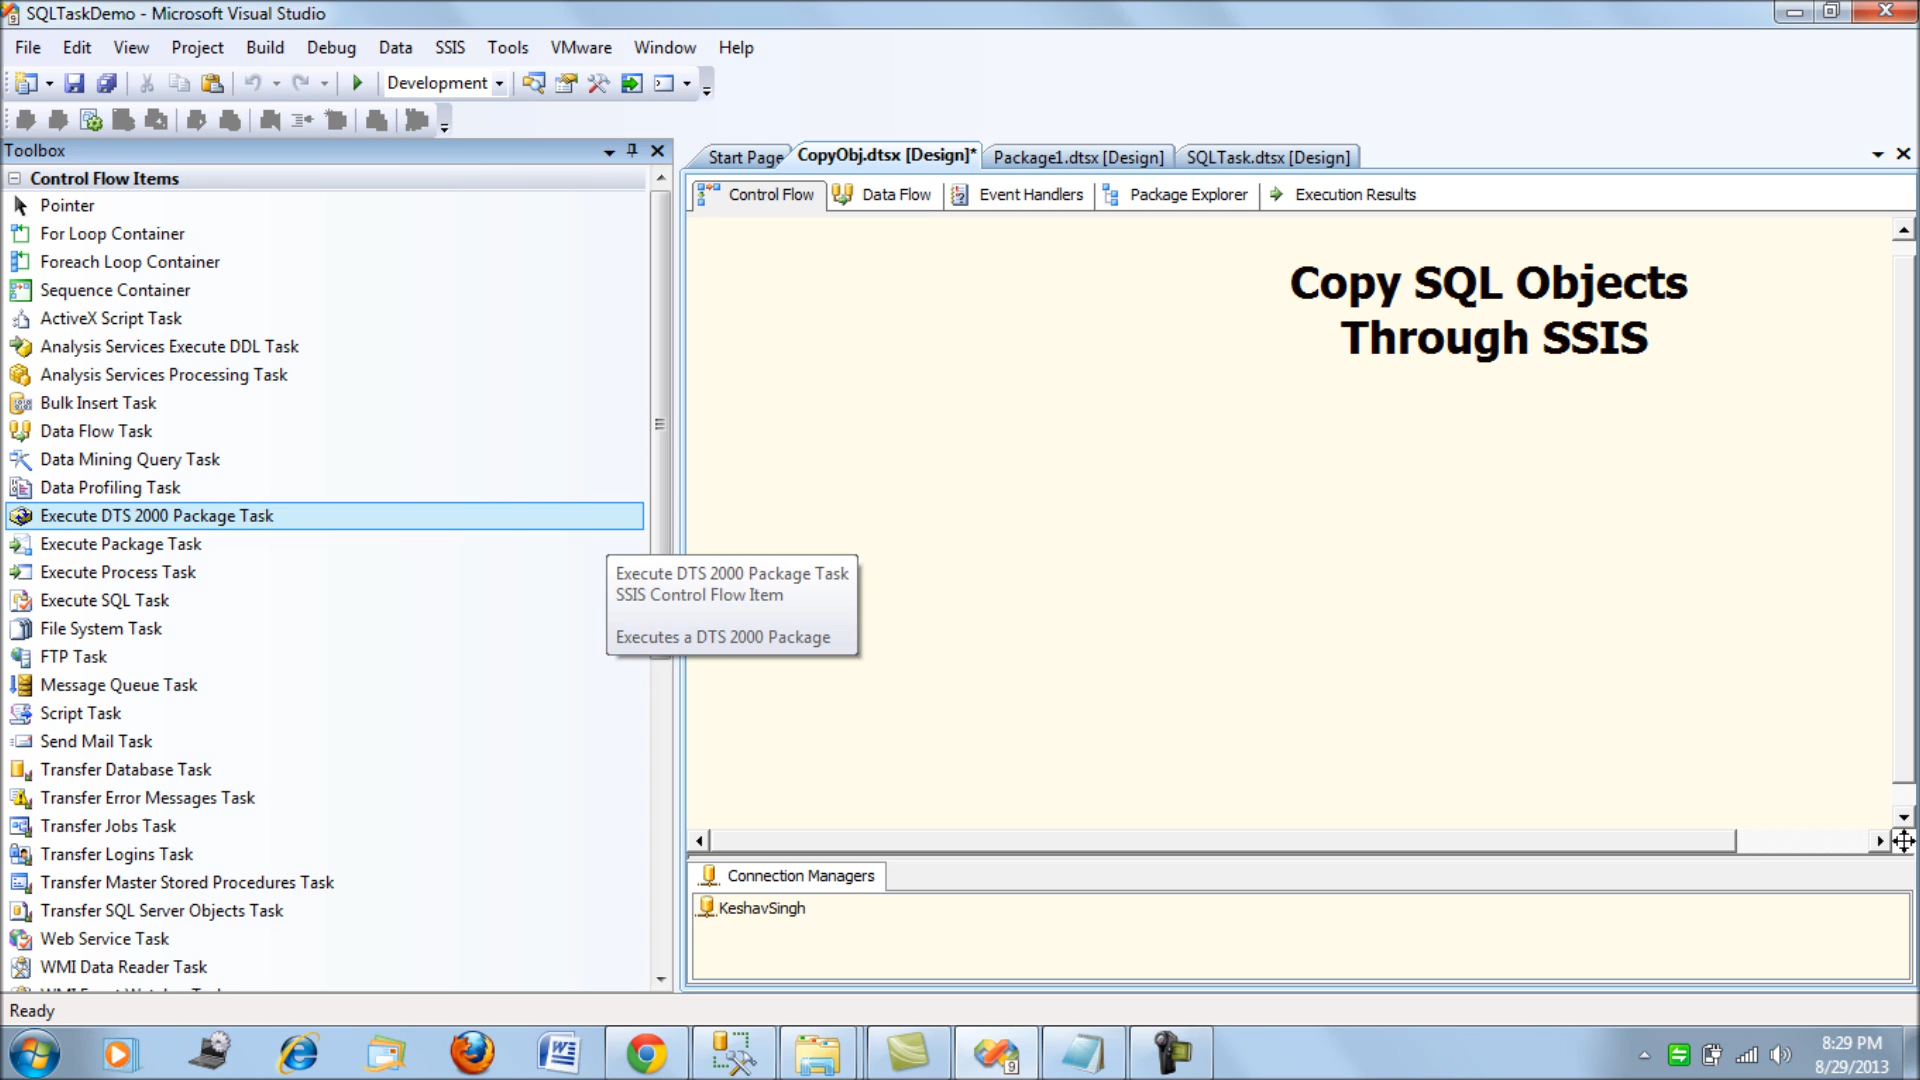 SQLTaskDemo - Microsoft Visual Studio
File Edit View Project Build Debug Data SSIS Tools VMware Window Help
Development
Toolbox
Start Page CopyObj.dtsx [Design]* Package1.dtsx [Design] SQLTask.dtsx [Design]
Control Flow Items
Control Flow Data Flow Event Handlers Package Explorer Execution Results
Pointer
For Loop Container
Foreach Loop Container
Sequence Container
ActiveX Script Task
Analysis Services Execute DDL Task
Analysis Services Processing Task
Bulk Insert Task
Data Flow Task
Data Mining Query Task
Data Profiling Task
Execute DTS 2000 Package Task
Execute Package Task
Execute Process Task
Execute SQL Task
File System Task
FTP Task
Message Queue Task
Script Task
Send Mail Task
Transfer Database Task
Transfer Error Messages Task
Transfer Jobs Task
Transfer Logins Task
Transfer Master Stored Procedures Task
Transfer SQL Server Objects Task
Web Service Task
WMI Data Reader Task
Copy SQL Objects
Through SSIS
Execute DTS 2000 Package Task
SSIS Control Flow Item
Executes a DTS 2000 Package
Connection Managers
KeshavSingh
Ready
8:29 PM
8/29/2013